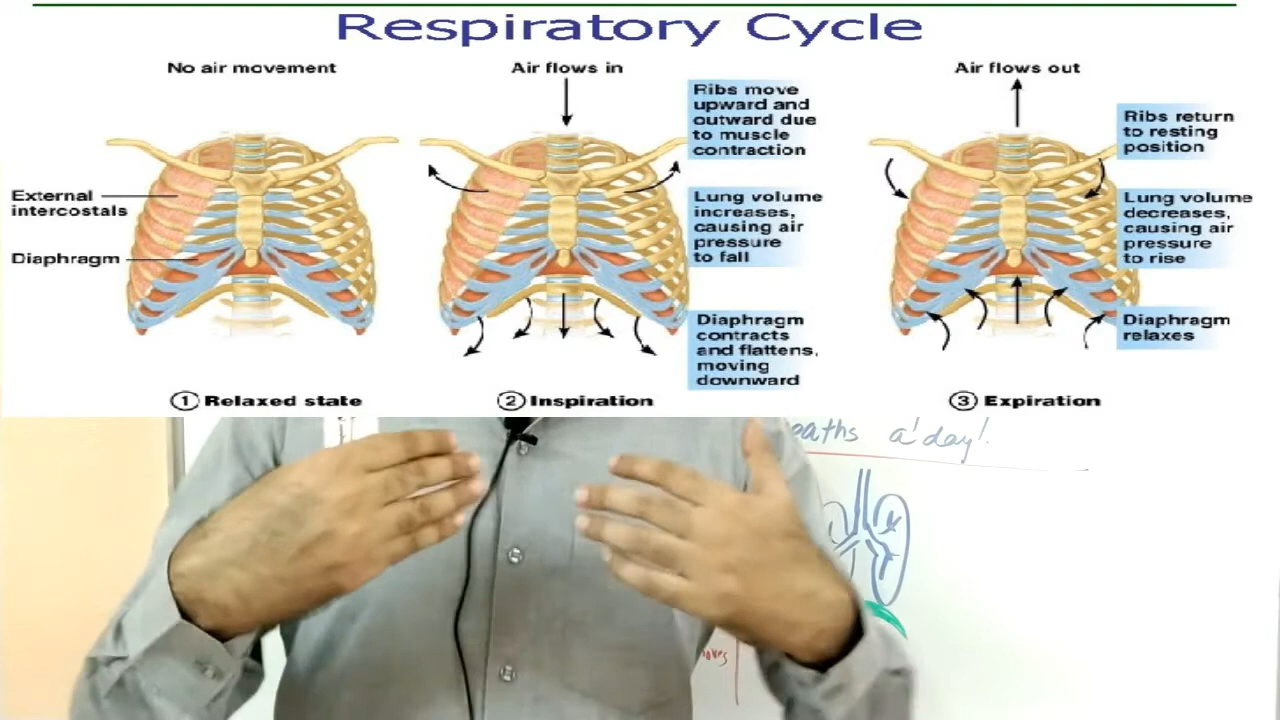 Respiratory Cycle
No air movement
External
intercostals
Diaphragm
① Relaxed state
Air flows in
Ribs move
upward and
outward due
to muscle
contraction
Lung volume
increases,
causing air
pressure
to fall
Diaphragm
contracts
and flattens,
moving
downward
② Inspiration
Air flows out
Ribs return
to resting
position
Lung volume
decreases,
causing air
pressure
to rise
Diaphragm
relaxes
③ Expiration
a day!